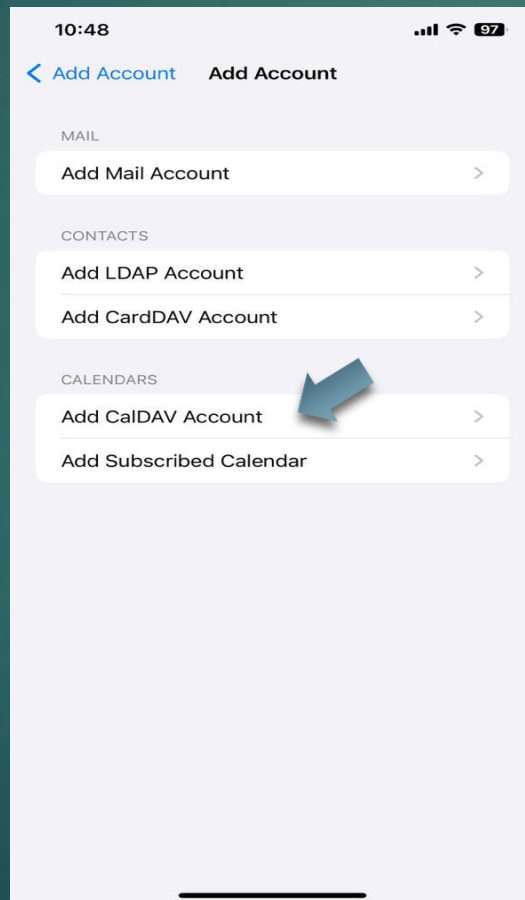 10:48
97
Add Account Add Account
MAIL
Add Mail Account
CONTACTS
Add LDAP Account
Add CardDAV Account
CALENDARS
Add CalDAV Account
Add Subscribed Calendar